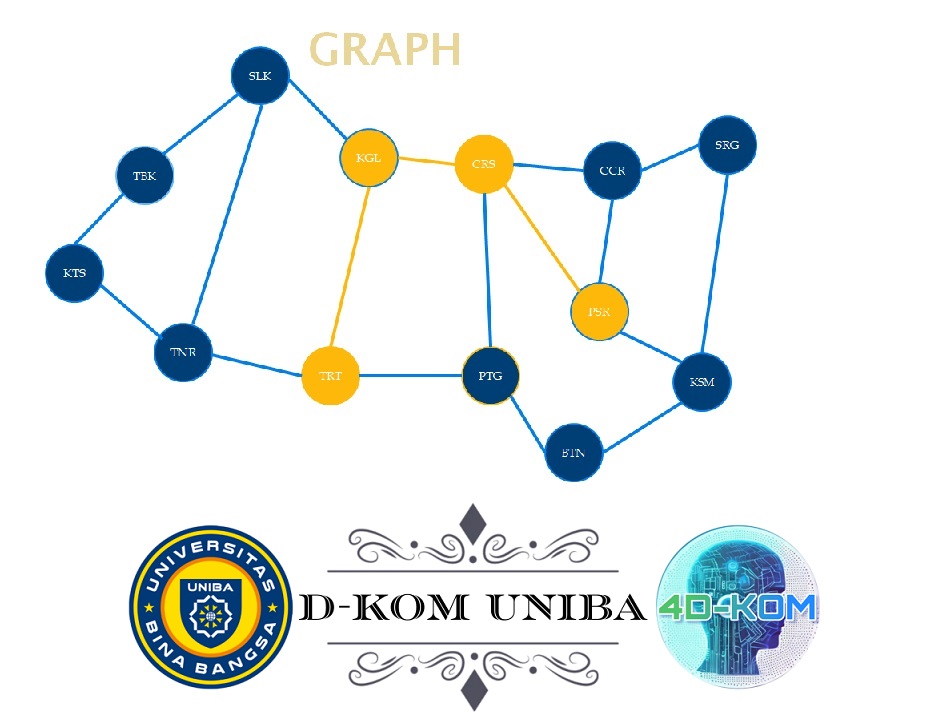 GRAPH
SLK
SRG
KGL
CRS
CCR
TBK
KTS
PSR
TNR
TRT
PTG
KSM
BTN
UNIVERSITAS
UNIBA
BINA BANGSA
D-KOM UNIBA
4D-KOM